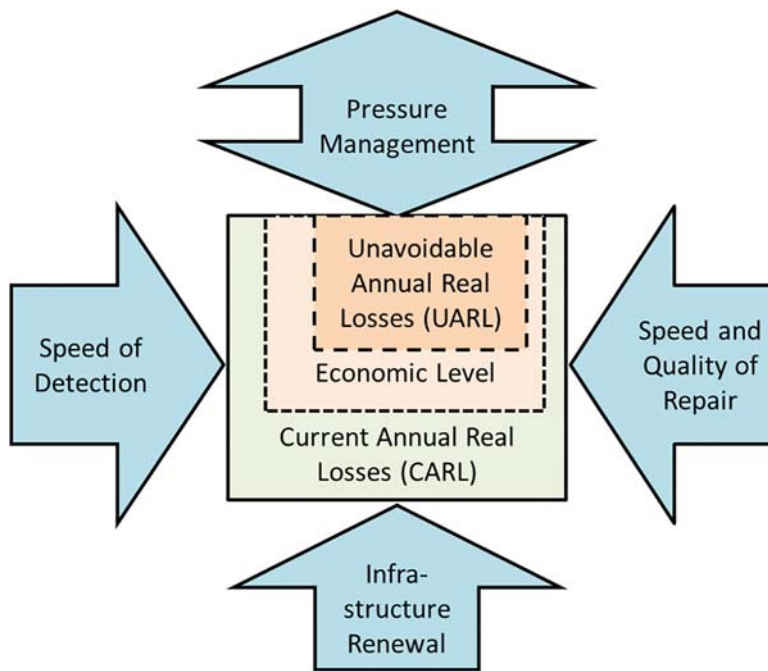 Pressure
Management
Unavoidable
Annual Real
Losses (UARL)
Speed of
Detection
Speed and
Quality of
Repair
Economic Level
Current Annual Real
Losses (CARL)
Infra-
structure
Renewal